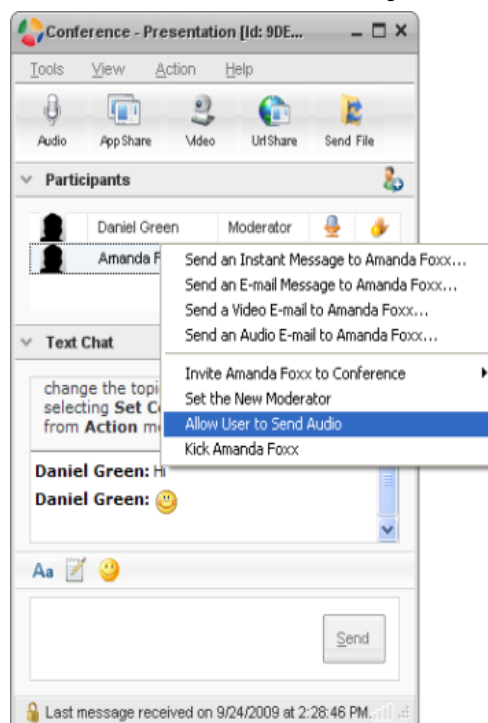 Conference - Presentation [Id: 9DE...
Tools View Action Help
Audio AppShare Video UrlShare Send File
Participants
Daniel Green Moderator
Amanda F
Send an Instant Message to Amanda Foxx...
Send an E-mail Message to Amanda Foxx...
Send a Video E-mail to Amanda Foxx...
Send an Audio E-mail to Amanda Foxx...
Invite Amanda Foxx to Conference
Set the New Moderator
Allow User to Send Audio
Kick Amanda Foxx
Text Chat
change the topi
selecting Set C
from Action m
Daniel Green: Hi
Daniel Green:
Aa
Send
Last message received on 9/24/2009 at 2:28:46 PM.